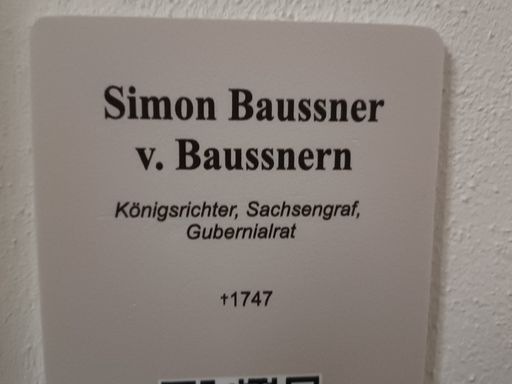 Simon Baussner
v. Baussnern
Königsrichter, Sachsengraf,
Gubernialrat
†1747